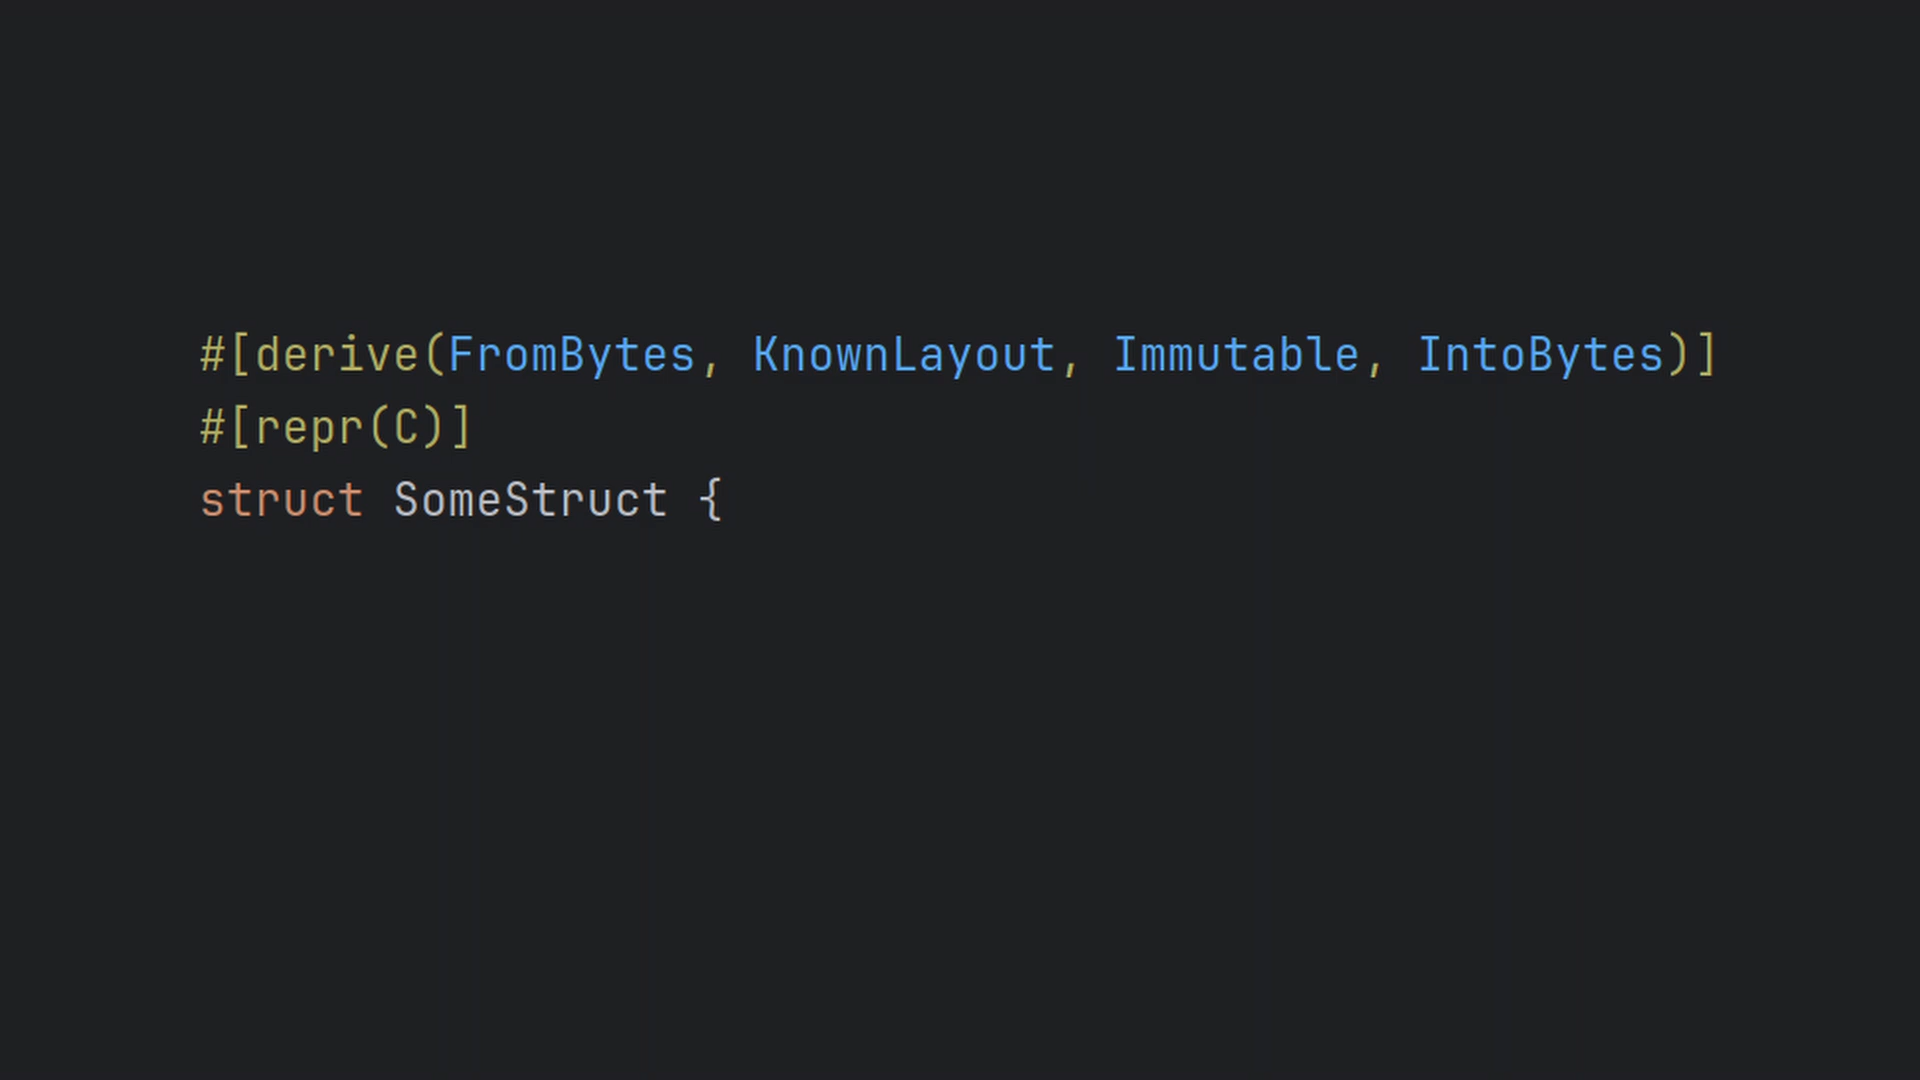 #[derive(FromBytes, KnownLayout, Immutable, IntoBytes)]
#[repr(C)]
struct SomeStruct {